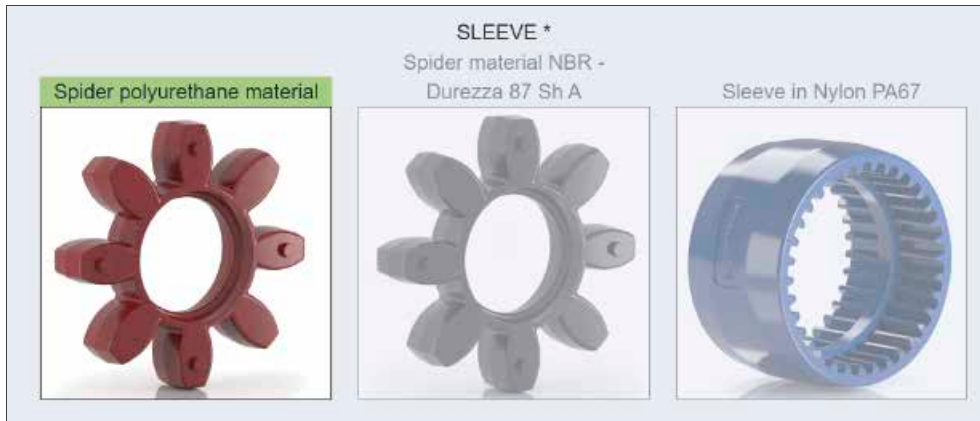 SLEEVE *
Spider polyurethane material
Spider material NBR -
Durezza 87 Sh A
Sleeve in Nylon PA67